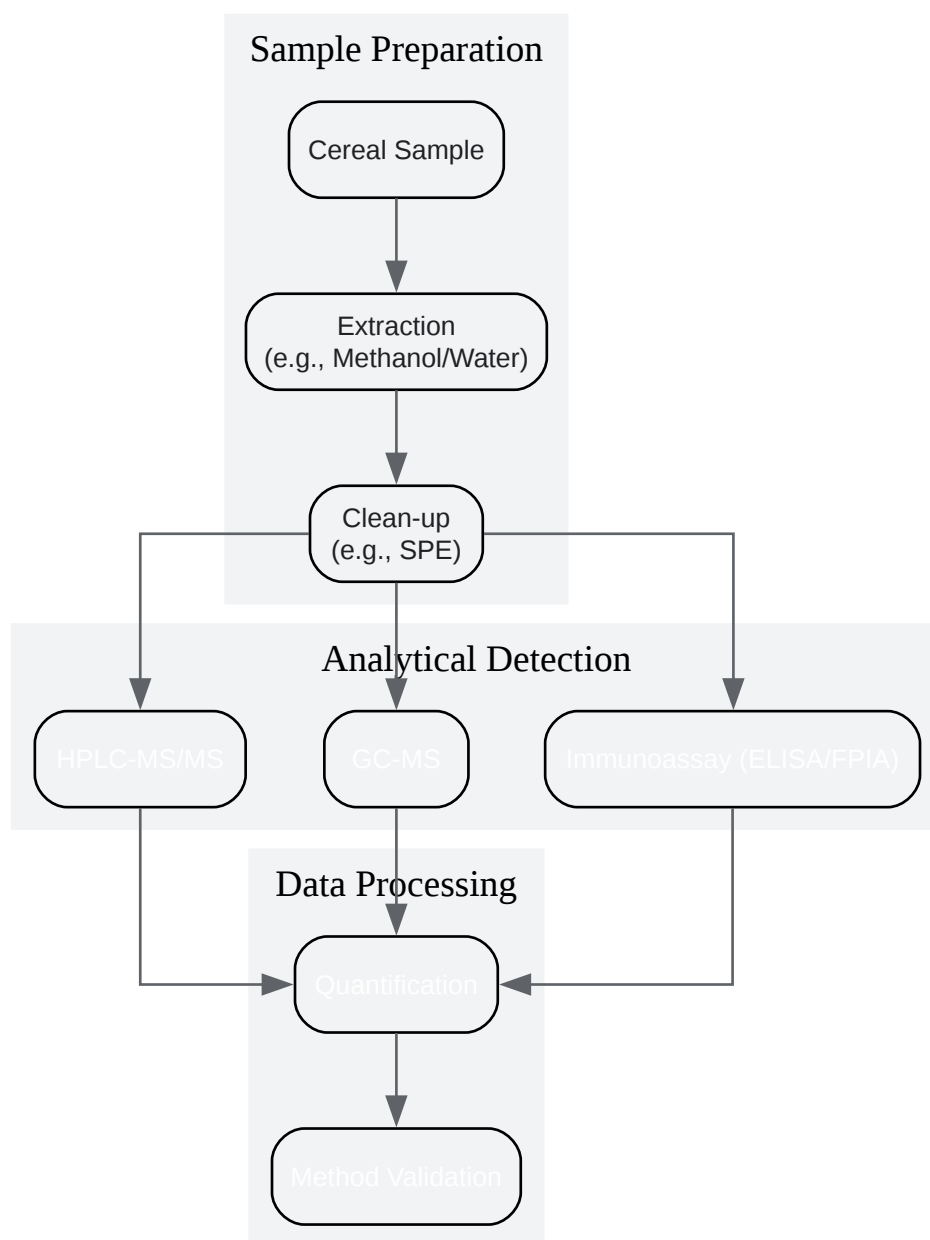 Sample Preparation
Cereal Sample
Extraction
(e.g., Methanol/Water)
Clean-up
(e.g., SPE)
Analytical Detection
HPLC-MS/MS
GC-MS
Immunoassay (ELISA/FPIA)
Data Processing
Quantification
Method Validation